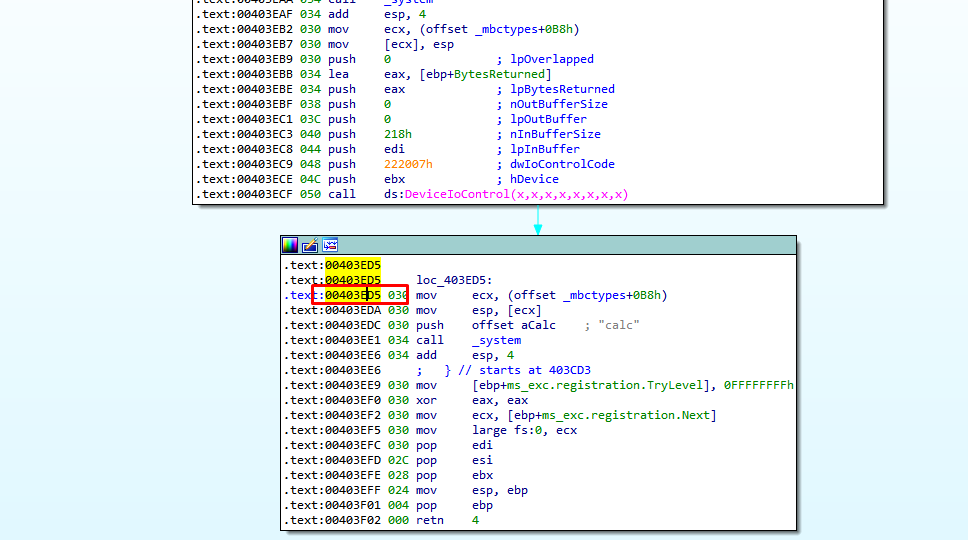 .text:00403EAA 034 call    _system
.text:00403EAF 034 add     esp, 4
.text:00403EB2 030 mov     ecx, (offset _mbctypes+0B8h)
.text:00403EB7 030 mov     [ecx], esp
.text:00403EB9 030 push    0               ; lpOverlapped
.text:00403EBB 034 lea     eax, [ebp+BytesReturned]
.text:00403EBE 034 push    eax             ; lpBytesReturned
.text:00403EBF 038 push    0               ; nOutBufferSize
.text:00403EC1 03C push    0               ; lpOutBuffer
.text:00403EC3 040 push    218h            ; nInBufferSize
.text:00403EC8 044 push    edi             ; lpInBuffer
.text:00403EC9 048 push    222007h         ; dwIoControlCode
.text:00403ECE 04C push    ebx             ; hDevice
.text:00403ECF 050 call    ds:DeviceIoControl(x,x,x,x,x,x,x,x)
.text:00403ED5
.text:00403ED5     loc_403ED5:
.text:00403ED5 030 mov     ecx, (offset _mbctypes+0B8h)
.text:00403EDA 030 mov     esp, [ecx]
.text:00403EDC 030 push    offset aCalc    ; "calc"
.text:00403EE1 034 call    _system
.text:00403EE6 034 add     esp, 4
.text:00403EE6     ;   } // starts at 403CD3
.text:00403EE9 030 mov     [ebp+ms_exc.registration.TryLevel], 0FFFFFFFFh
.text:00403EF0 030 xor     eax, eax
.text:00403EF2 030 mov     ecx, [ebp+ms_exc.registration.Next]
.text:00403EF5 030 mov     large fs:0, ecx
.text:00403EFC 030 pop     edi
.text:00403EFD 02C pop     esi
.text:00403EFE 028 pop     ebx
.text:00403EFF 024 mov     esp, ebp
.text:00403F01 004 pop     ebp
.text:00403F02 000 retn    4